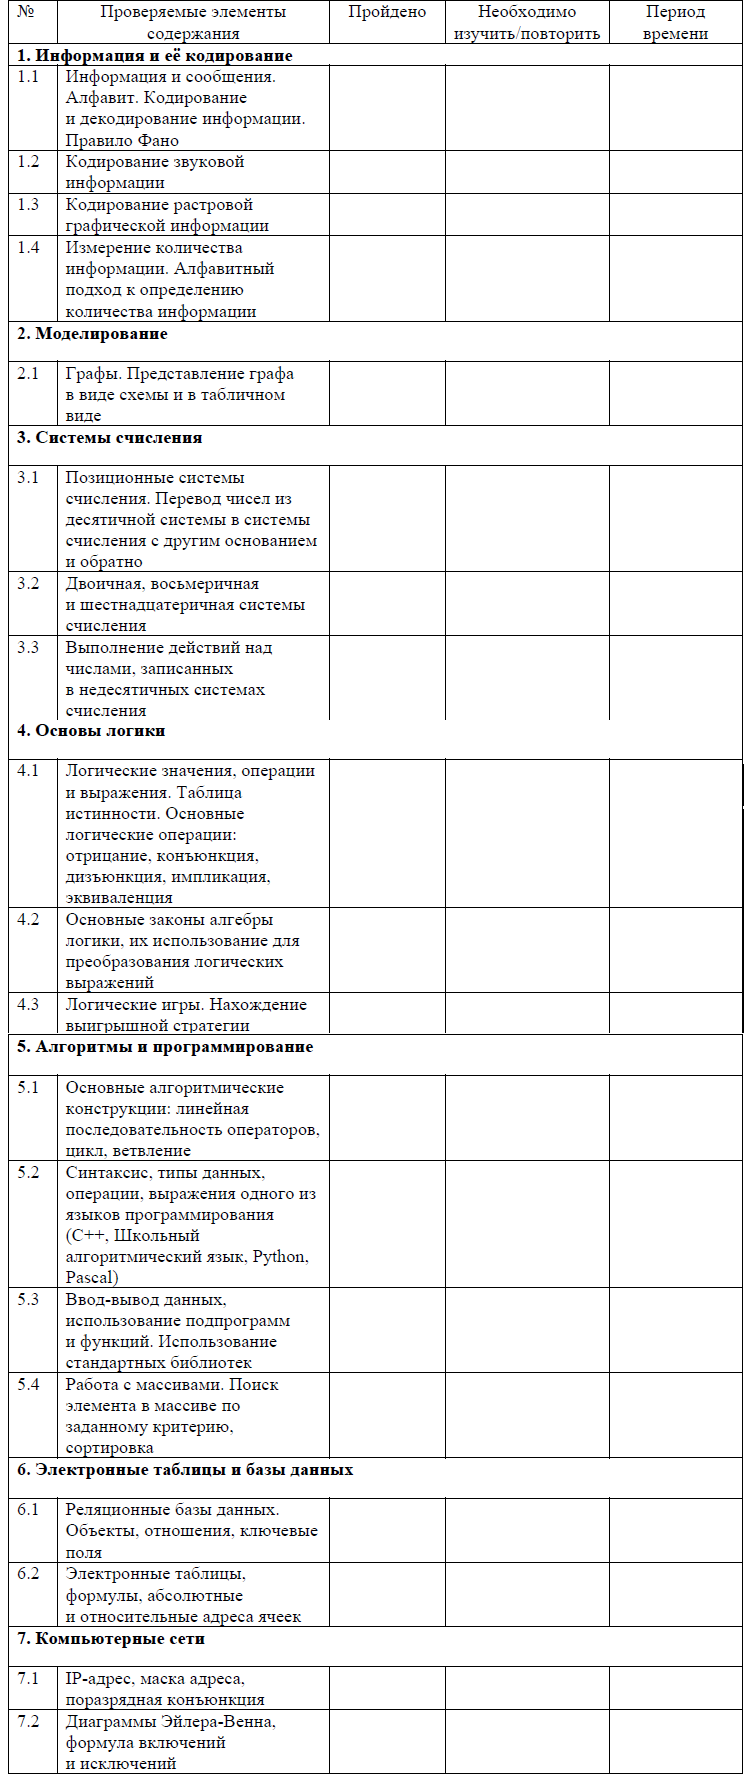 № Проверяемые элементы содержания Пройдено Необходимо изучить/повторить Период времени
1. Информация и её кодирование
1.1 Информация и сообщения.
Алфавит. Кодирование
и декодирование информации.
Правило Фано
1.2 Кодирование звуковой
информации
1.3 Кодирование растровой
графической информации
1.4 Измерение количества
информации. Алфавитный
подход к определению
количества информации
2. Моделирование
2.1 Графы. Представление графа
в виде схемы и в табличном
виде
3. Системы счисления
3.1 Позиционные системы
счисления. Перевод чисел из
десятичной системы в системы
счисления с другим основанием
и обратно
3.2 Двоичная, восьмеричная
и шестнадцатеричная системы
счисления
3.3 Выполнение действий над
числами, записанных
в недесятичных системах
счисления
4. Основы логики
4.1 Логические значения, операции
и выражения. Таблица
истинности. Основные
логические операции:
отрицание, конъюнкция,
дизъюнкция, импликация,
эквиваленция
4.2 Основные законы алгебры
логики, их использование для
преобразования логических
выражений
4.3 Логические игры. Нахождение
выигрышной стратегии
5. Алгоритмы и программирование
5.1 Основные алгоритмические
конструкции: линейная
последовательность операторов,
цикл, ветвление
5.2 Синтаксис, типы данных,
операции, выражения одного из
языков программирования
(C++, Школьный
алгоритмический язык, Python,
Pascal)
5.3 Ввод-вывод данных,
использование подпрограмм
и функций. Использование
стандартных библиотек
5.4 Работа с массивами. Поиск
элемента в массиве по
заданному критерию,
сортировка
6. Электронные таблицы и базы данных
6.1 Реляционные базы данных.
Объекты, отношения, ключевые
поля
6.2 Электронные таблицы,
формулы, абсолютные
и относительные адреса ячеек
7. Компьютерные сети
7.1 IP-адрес, маска адреса,
поразрядная конъюнкция
7.2 Диаграммы Эйлера-Венна,
формула включений
и исключений